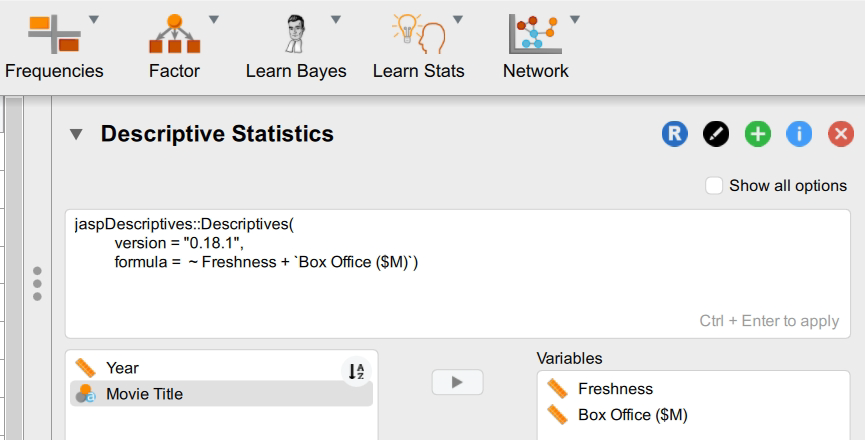 Frequencies
Factor
Learn Bayes
Learn Stats
Network
Descriptive Statistics
R
Show all options
jaspDescriptives::Descriptives(
version = "0.18.1",
formula = ~ Freshness + `Box Office ($M)`)
Ctrl + Enter to apply
Year
Movie Title
Variables
Freshness
Box Office ($M)